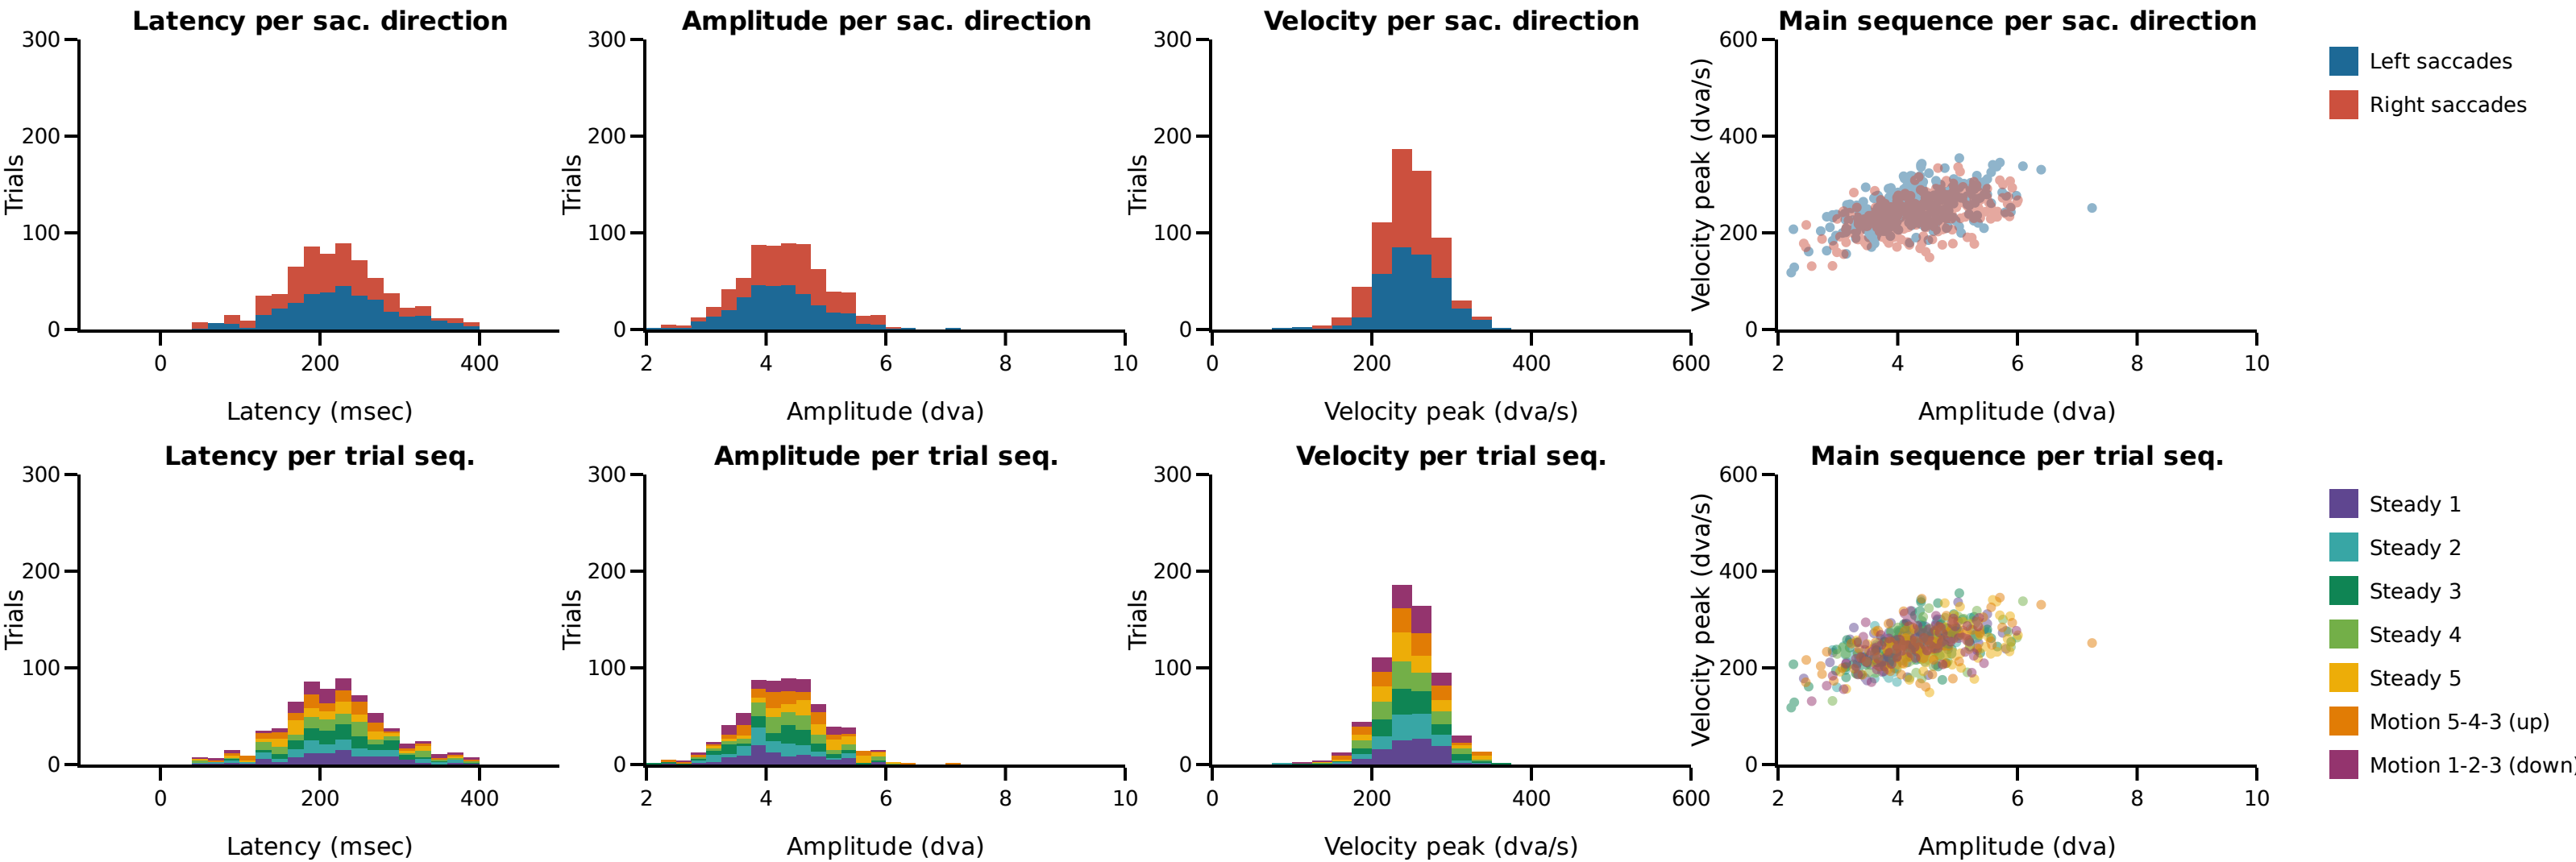 Latency per sac. direction
Amplitude per sac. direction
Velocity per sac. direction
Main sequence per sac. direction
300
200
100
0
Trials
0 200 400
Latency (msec)
300
200
100
0
Trials
2 4 6 8 10
Amplitude (dva)
300
200
100
0
Trials
0 200 400 600
Velocity peak (dva/s)
600
400
200
0
Velocity peak (dva/s)
2 4 6 8 10
Amplitude (dva)
Left saccades
Right saccades
Latency per trial seq.
Amplitude per trial seq.
Velocity per trial seq.
Main sequence per trial seq.
300
200
100
0
Trials
0 200 400
Latency (msec)
300
200
100
0
Trials
2 4 6 8 10
Amplitude (dva)
300
200
100
0
Trials
0 200 400 600
Velocity peak (dva/s)
600
400
200
0
Velocity peak (dva/s)
2 4 6 8 10
Amplitude (dva)
Steady 1
Steady 2
Steady 3
Steady 4
Steady 5
Motion 5-4-3 (up)
Motion 1-2-3 (down)